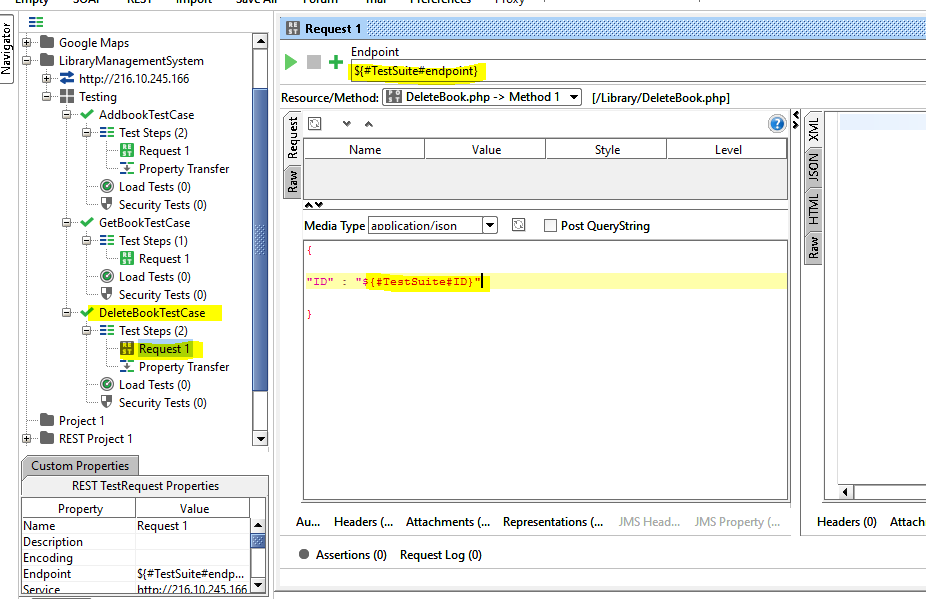 Empty SOAP REST Import Save All Forum Trial Preferences Proxy
Navigator
Google Maps
LibraryManagementSystem
http://216.10.245.166
Testing
AddbookTestCase
Test Steps (2)
Request 1
Property Transfer
Load Tests (0)
Security Tests (0)
GetBookTestCase
Test Steps (1)
Request 1
Load Tests (0)
Security Tests (0)
DeleteBookTestCase
Test Steps (2)
Request 1
Property Transfer
Load Tests (0)
Security Tests (0)
Project 1
REST Project 1
Custom Properties
REST TestRequest Properties
Property Value
Name Request 1
Description
Encoding
Endpoint ${#TestSuite#endp...
Service http://216.10.245.166
Request 1
Endpoint
${#TestSuite#endpoint}
Resource/Method: DeleteBook.php -> Method 1 [/Library/DeleteBook.php]
Request
Raw
Name Value Style Level
Media Type application/json Post QueryString
{
"ID" : "${#TestSuite#ID}"
}
Au... Headers (... Attachments (... Representations (... JMS Head... JMS Property (...
XML
JSON
HTML
Raw
Headers (0) Attach
Assertions (0) Request Log (0)